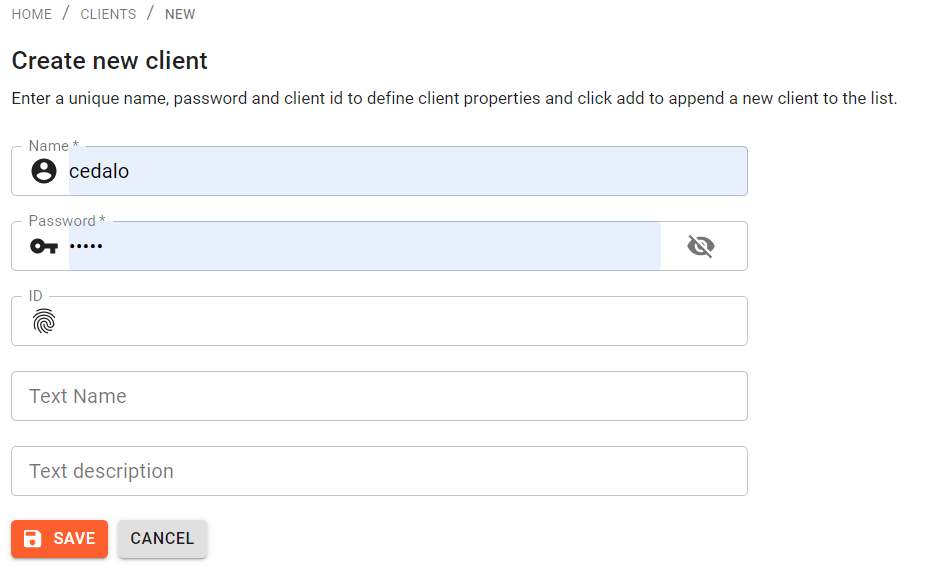 HOME / CLIENTS / NEW
Create new client
Enter a unique name, password and client id to define client properties and click add to append a new client to the list.
Name *
cedalo
Password *
•••••
ID
Text Name
Text description
SAVE CANCEL